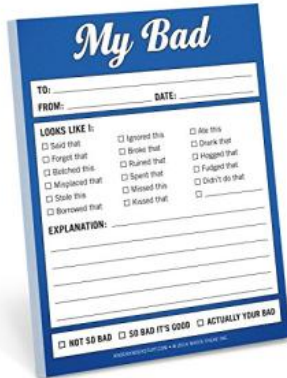 My Bad
TO:
FROM: DATE:
LOOKS LIKE I:
Said that
Forgot that
Botched this
Misplaced that
Stole this
Borrowed that
Ignored this
Broke that
Ruined that
Spent that
Missed this
Kissed that
Ate this
Drank that
Hogged that
Fudged that
Didn't do that
EXPLANATION:
NOT SO BAD SO BAD IT'S GOOD ACTUALLY YOUR BAD